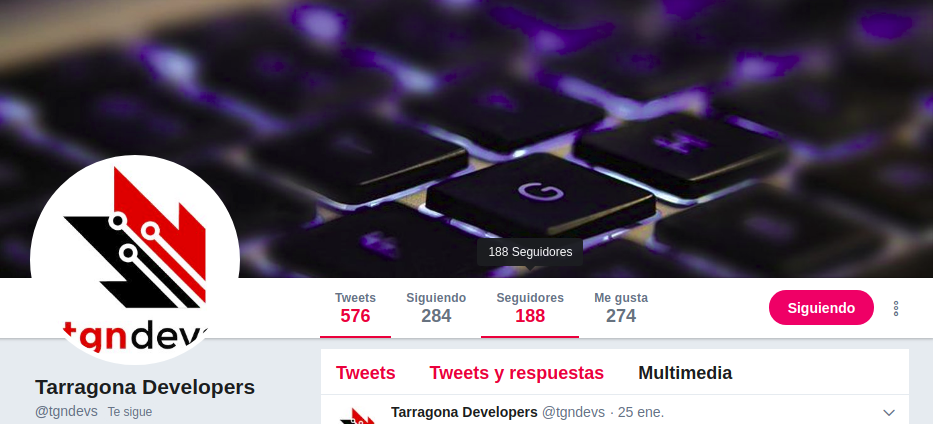 G
H
188 Seguidores
Tweets Siguiendo Seguidores Me gusta
576 284 188 274
Siguiendo
tgndevs
Tarragona Developers
@tgndevs Te sigue
Tweets Tweets y respuestas Multimedia
Tarragona Developers @tgndevs · 25 ene.